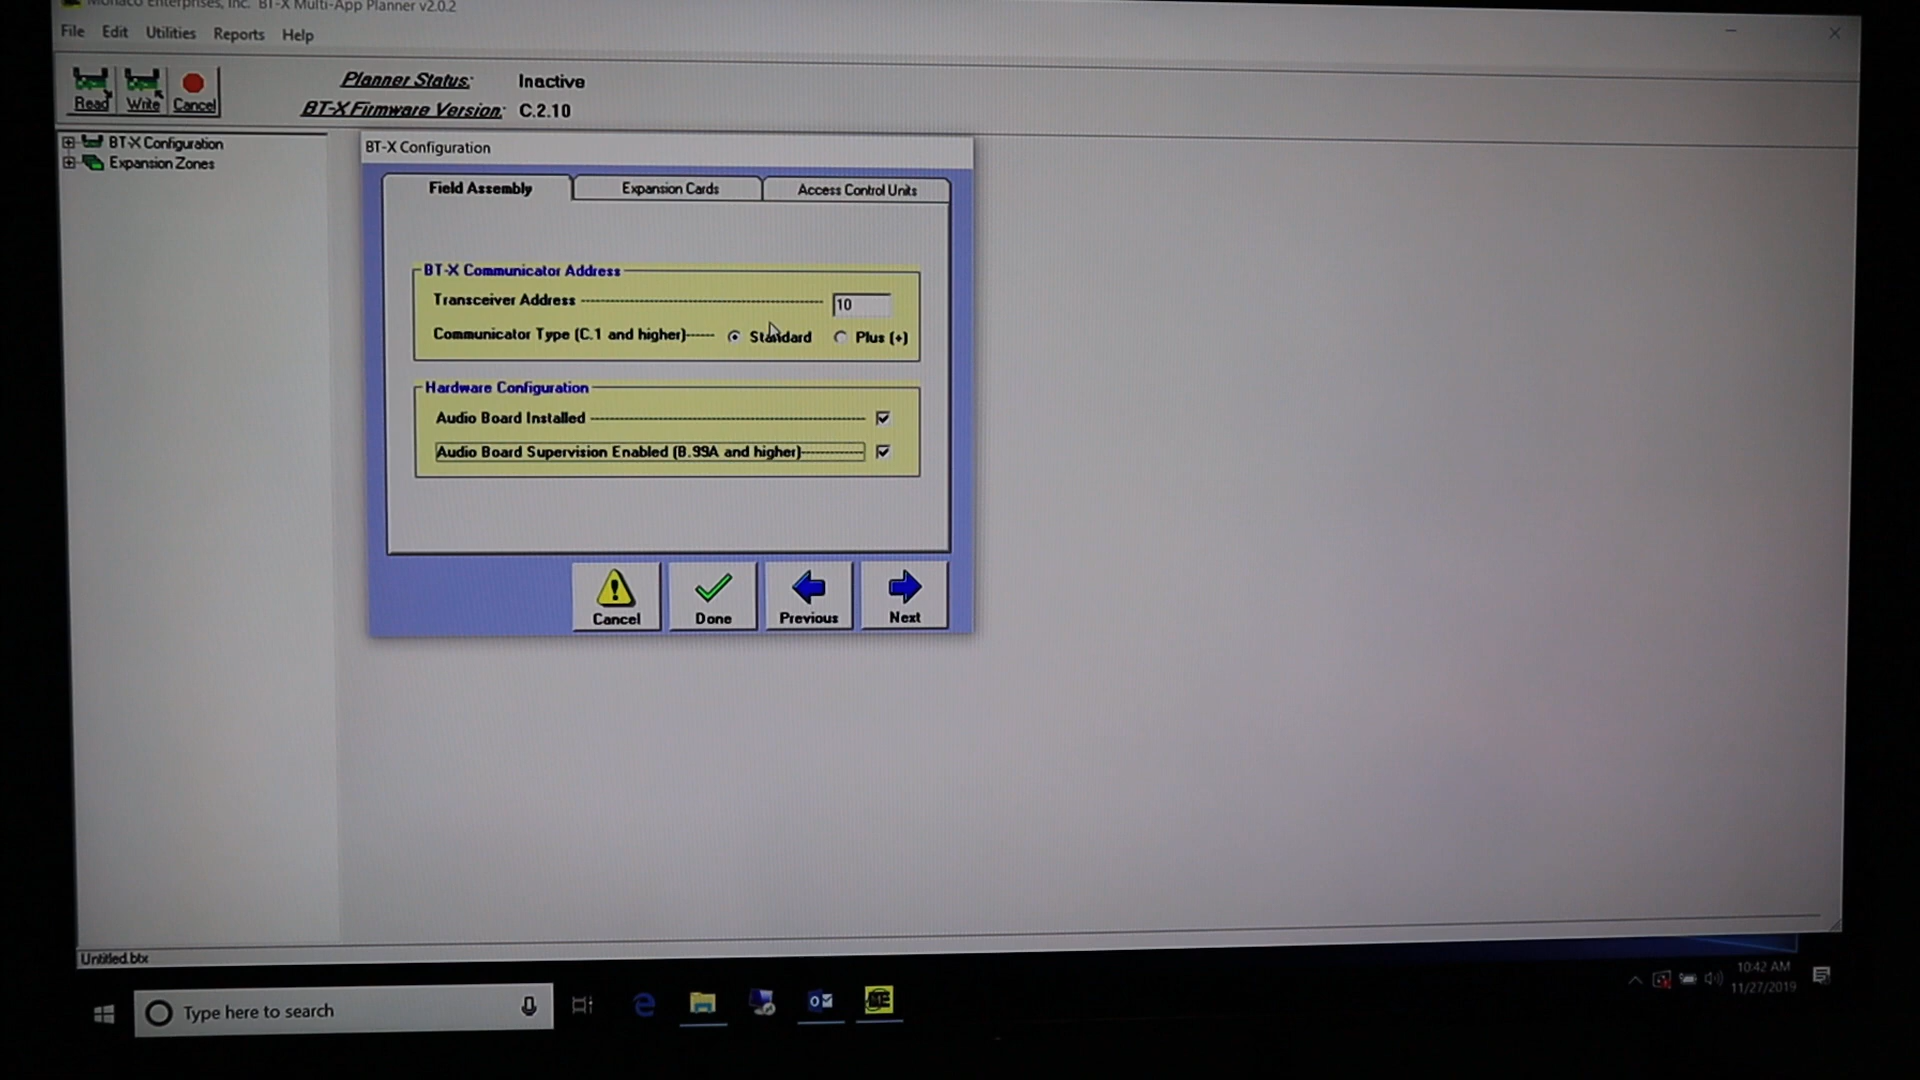 Monaco Enterprises, Inc. BT-X Multi-App Planner v2.0.2
File Edit Utilities Reports Help
Read Write Cancel
Planner Status: Inactive
BT-X Firmware Version: C.2.10
BT-X Configuration
Expansion Zones
BT-X Configuration
Field Assembly Expansion Cards Access Control Units
BT-X Communicator Address
Transceiver Address 10
Communicator Type (C.1 and higher) Standard Plus (+)
Hardware Configuration
Audio Board Installed
Audio Board Supervision Enabled (B.99A and higher)
Cancel Done Previous Next
Untitled.btx
Type here to search
10:42 AM
11/27/2019